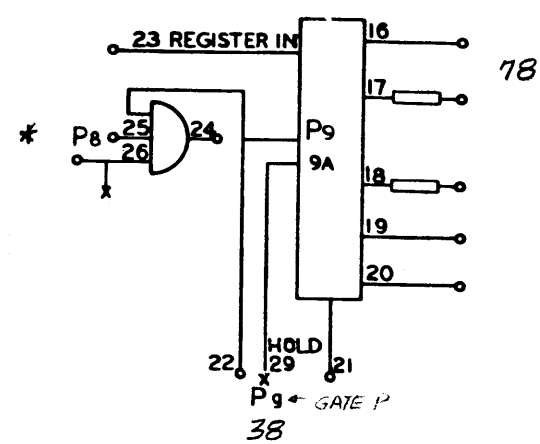 23 REGISTER IN
16
78
17
* P8
25
24
P9
26
9A
18
19
20
HOLD
22
29
21
Pg ← GATE P
38